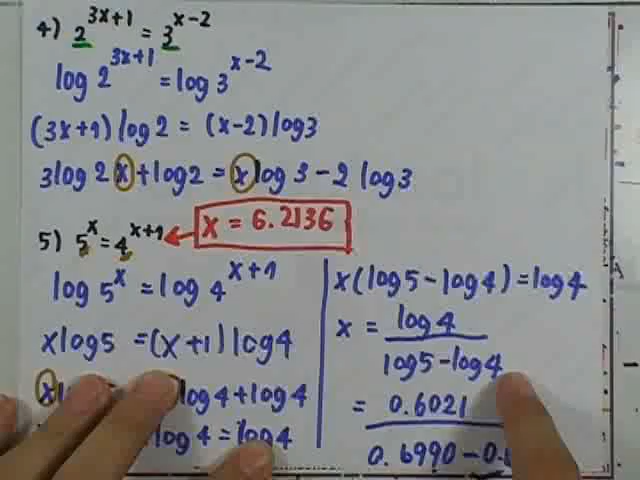 4) 2^{3x+1} = 3^{x-2}
log 2^{3x+1} = log 3^{x-2}
(3x+1) log 2 = (x-2) log 3
3 log 2 x + log 2 = x log 3 - 2 log 3
x = 6.2136
5) 5^x = 4^{x+1}
log 5^x = log 4^{x+1}
x log 5 = (x+1) log 4
x log 4 + log 4
log 4 = log 4
x (log 5 - log 4) = log 4
x = log 4
log 5 - log 4
= 0.6021
0.6990 - 0.
A